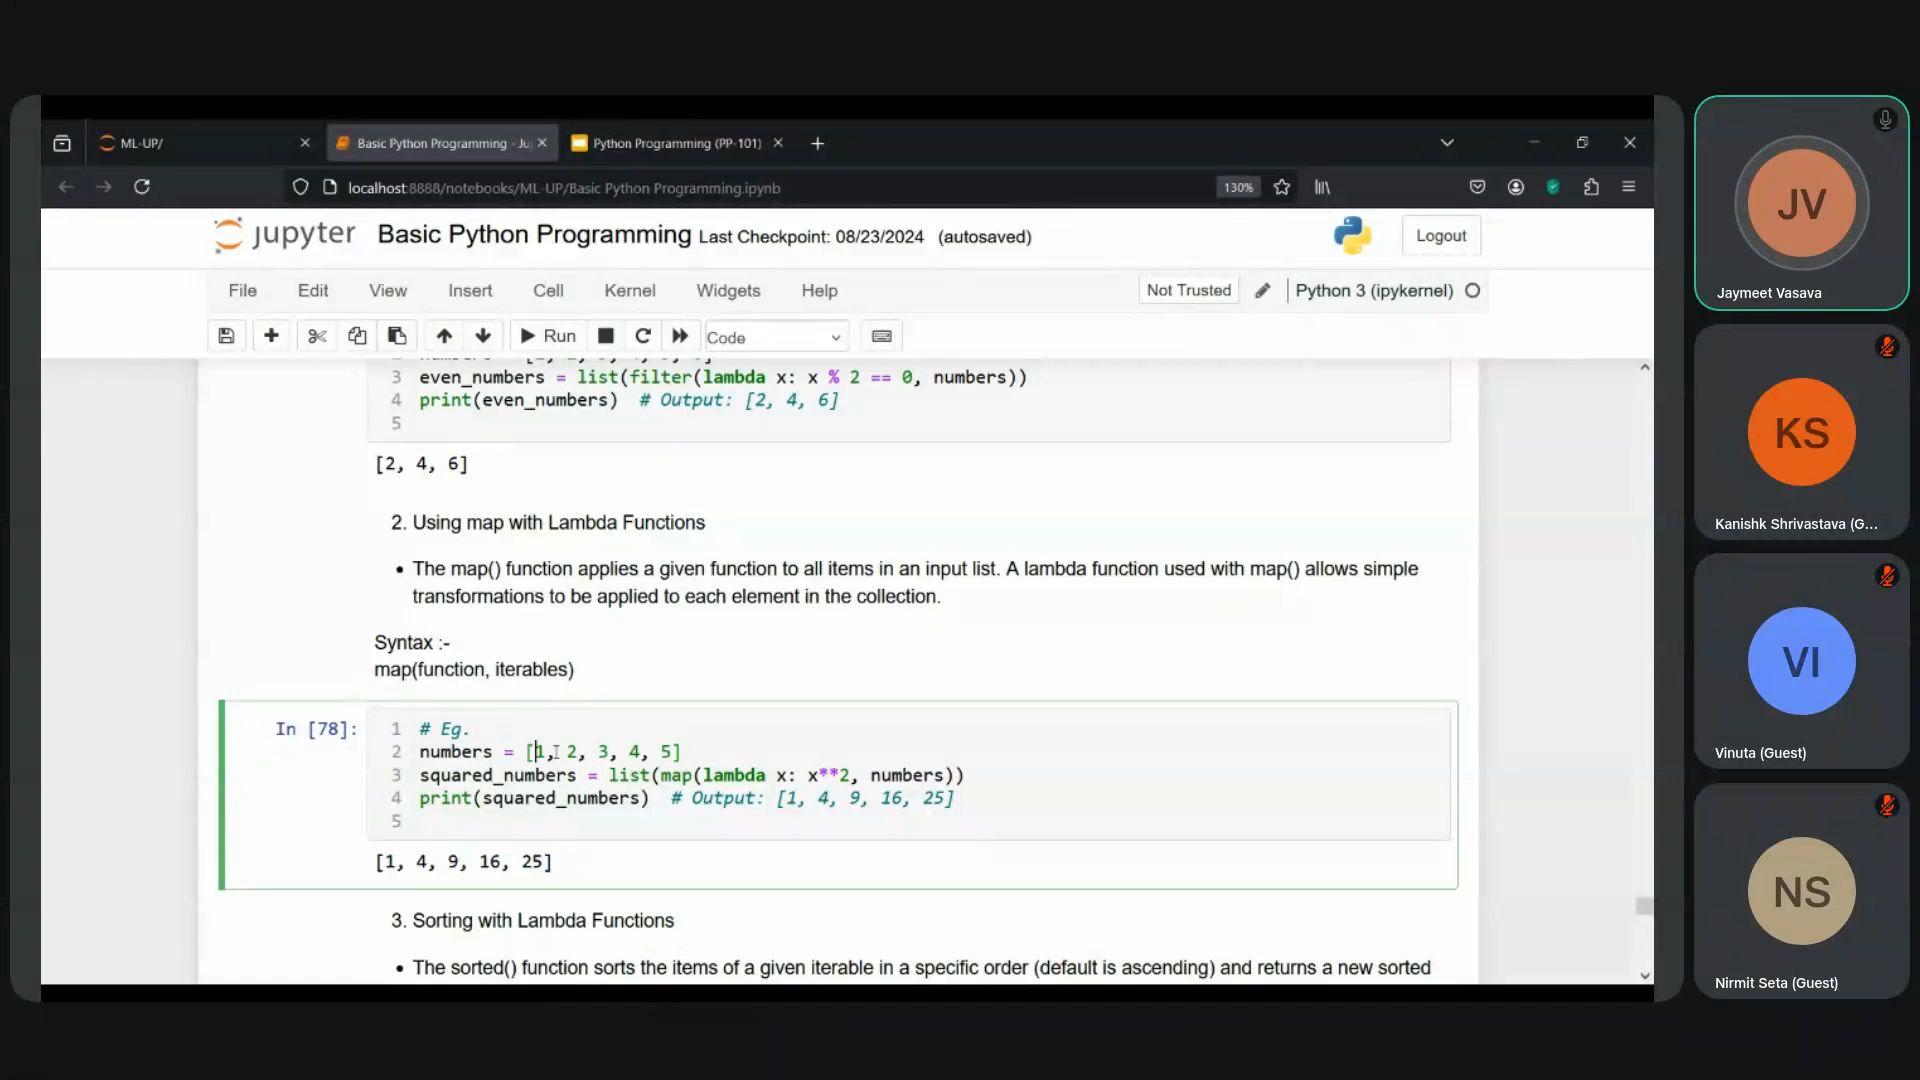 ML-UP/
Basic Python Programming - Ju
Python Programming (PP-101)
localhost:8888/notebooks/ML-UP/Basic Python Programming.ipynb
130%
jupyter Basic Python Programming Last Checkpoint: 08/23/2024 (autosaved)
Logout
File Edit View Insert Cell Kernel Widgets Help
Not Trusted
Python 3 (ipykernel)
Run
Code
3 even_numbers = list(filter(lambda x: x % 2 == 0, numbers))
4 print(even_numbers) # Output: [2, 4, 6]
5
[2, 4, 6]
2. Using map with Lambda Functions
• The map() function applies a given function to all items in an input list. A lambda function used with map() allows simple
transformations to be applied to each element in the collection.
Syntax :-
map(function, iterables)
In [78]:
1 # Eg.
2 numbers = [1, 2, 3, 4, 5]
3 squared_numbers = list(map(lambda x: x**2, numbers))
4 print(squared_numbers) # Output: [1, 4, 9, 16, 25]
5
[1, 4, 9, 16, 25]
3. Sorting with Lambda Functions
• The sorted() function sorts the items of a given iterable in a specific order (default is ascending) and returns a new sorted
JV
Jaymeet Vasava
KS
Kanishk Shrivastava (G...
VI
Vinuta (Guest)
NS
Nirmit Seta (Guest)